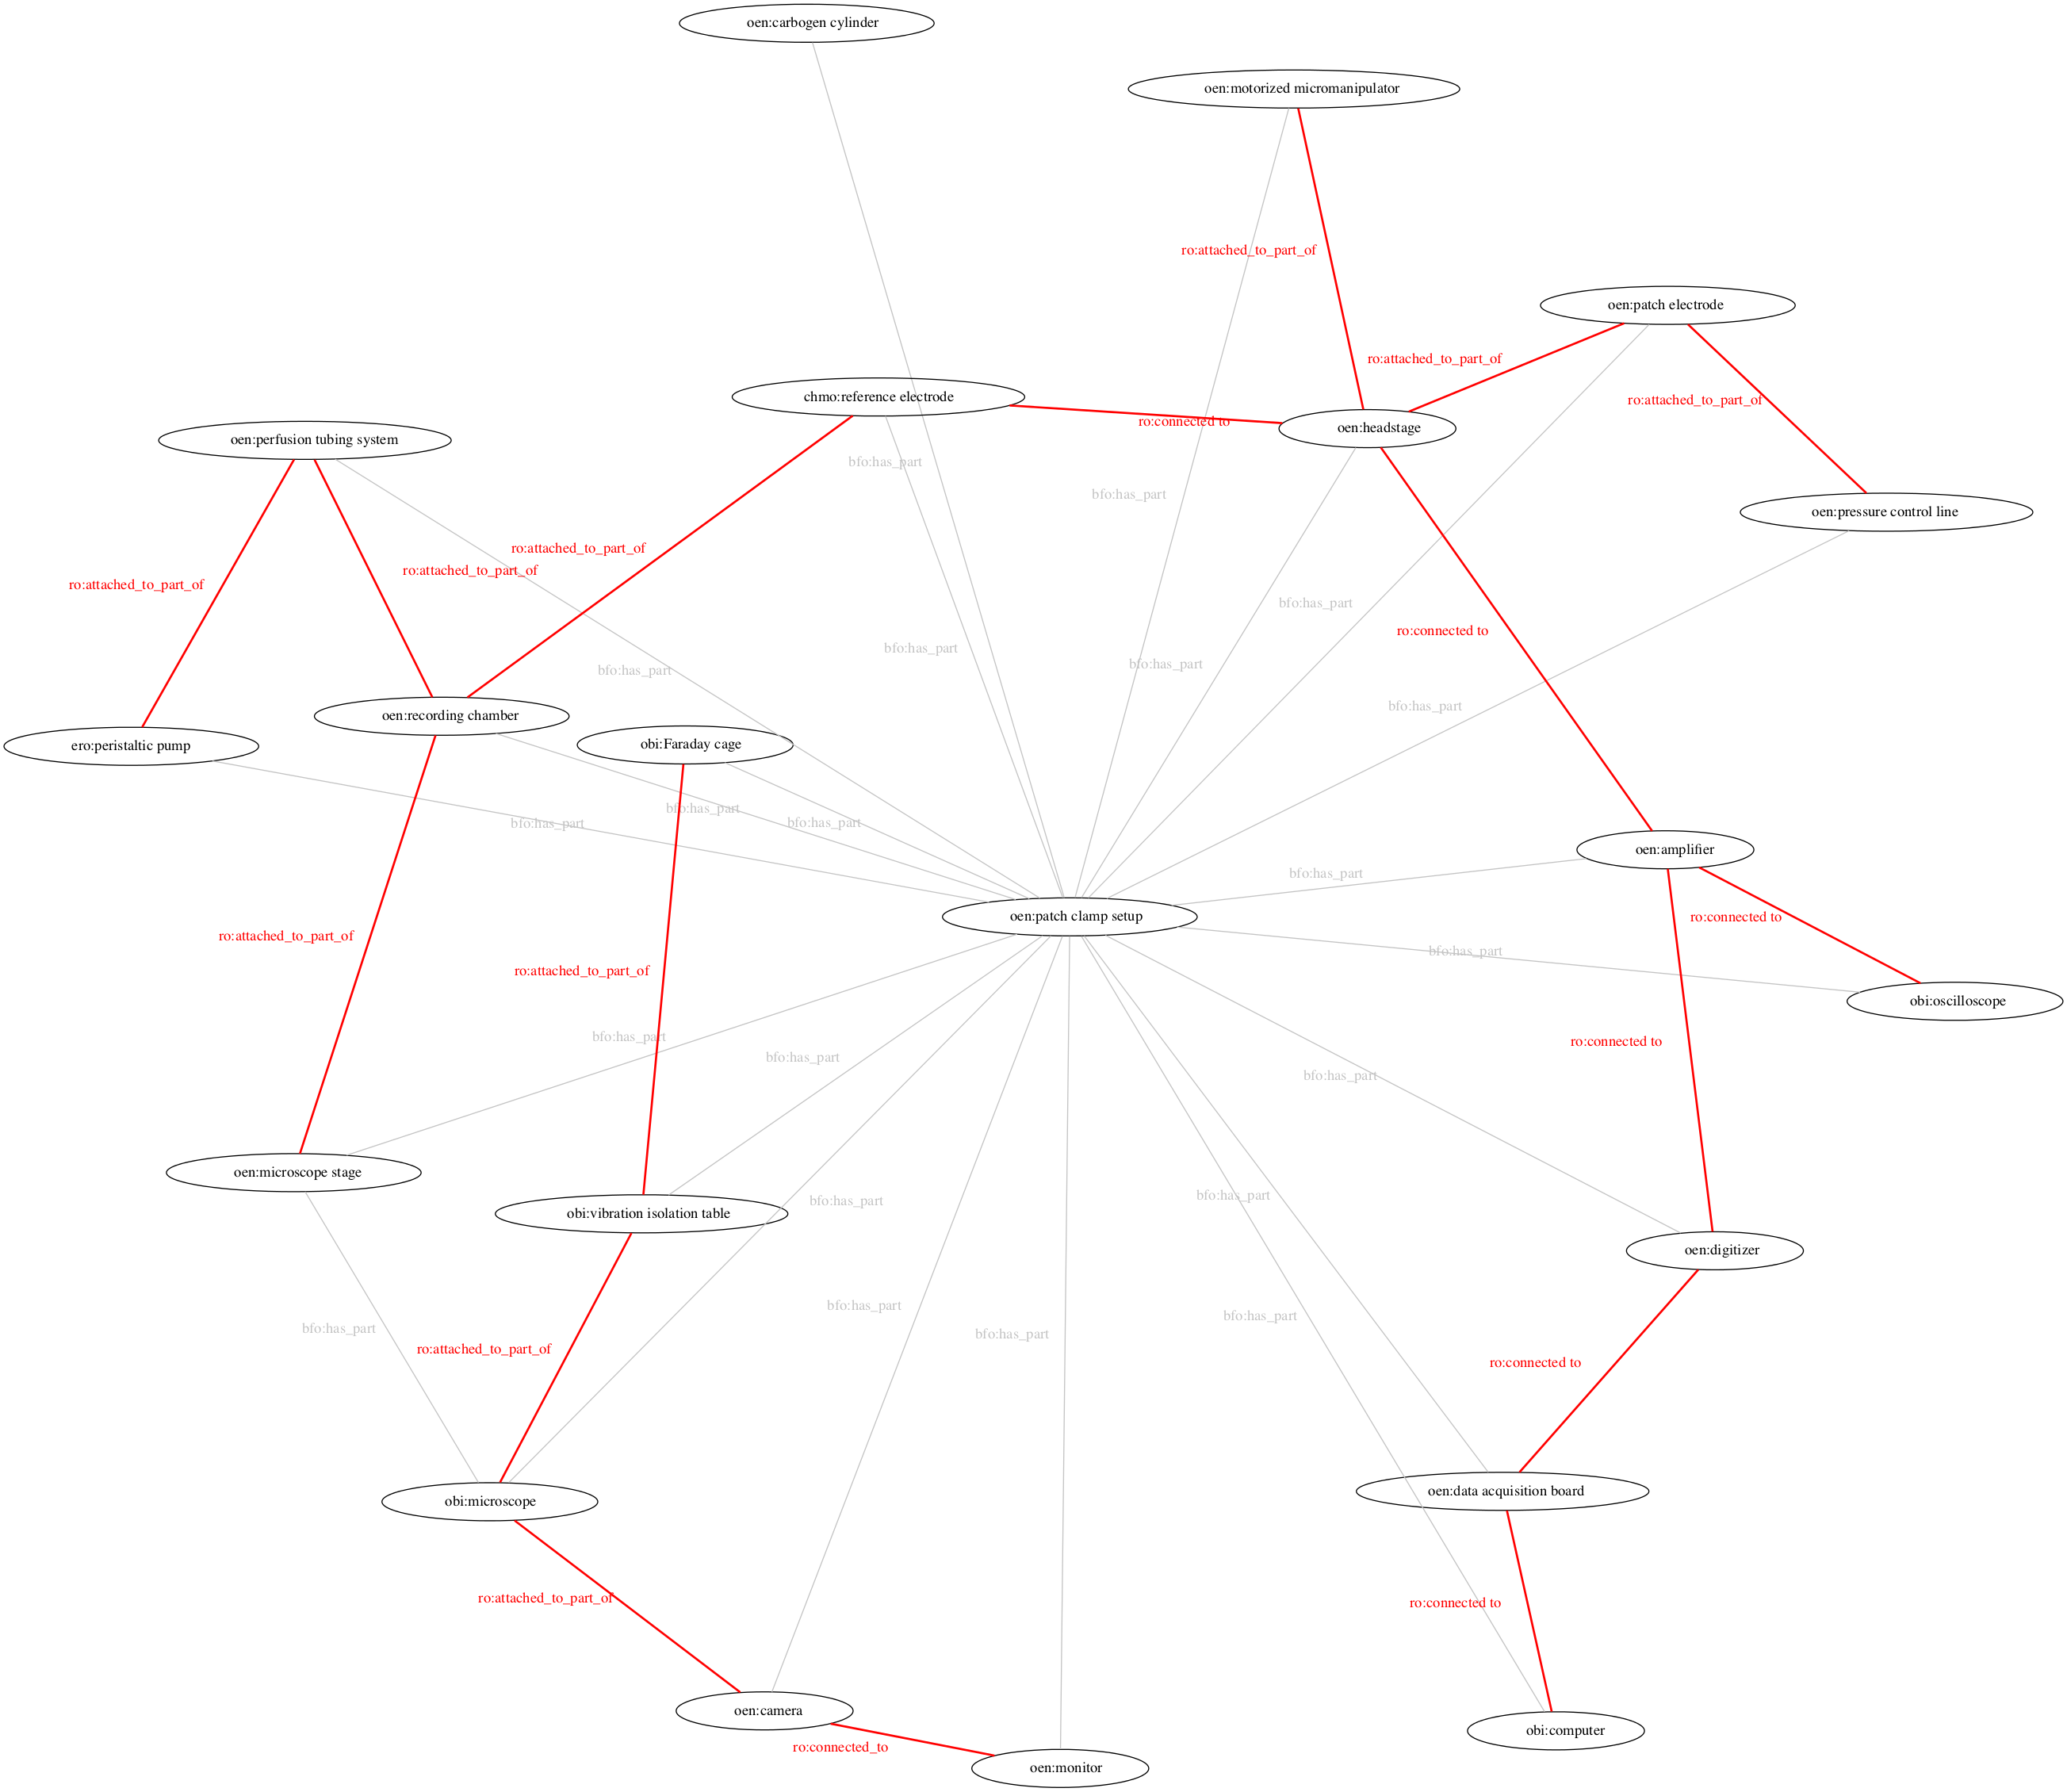 oen:carbogen cylinder
oen:motorized micromanipulator
ro:attached_to_part_of
oen:patch electrode
ro:attached_to_part_of
chmo:reference electrode
ro:attached_to_part_of
ro:connected to
oen:headstage
oen:perfusion tubing system
bfo:has_part
bfo:has_part
oen:pressure control line
ro:attached_to_part_of
ro:attached_to_part_of
ro:attached_to_part_of
bfo:has_part
ro:connected to
bfo:has_part
bfo:has_part
bfo:has_part
bfo:has_part
oen:recording chamber
ero:peristaltic pump
obi:Faraday cage
bfo:has_part
bfo:has_part
bfo:has_part
oen:amplifier
bfo:has_part
oen:patch clamp setup
ro:connected to
ro:attached_to_part_of
bfo:has_part
ro:attached_to_part_of
obi:oscilloscope
bfo:has_part
ro:connected to
bfo:has_part
bfo:has_part
oen:microscope stage
bfo:has_part
bfo:has_part
obi:vibration isolation table
oen:digitizer
bfo:has_part
bfo:has_part
bfo:has_part
bfo:has_part
ro:attached_to_part_of
ro:connected to
oen:data acquisition board
obi:microscope
ro:attached_to_part_of
ro:connected to
oen:camera
obi:computer
ro:connected_to
oen:monitor